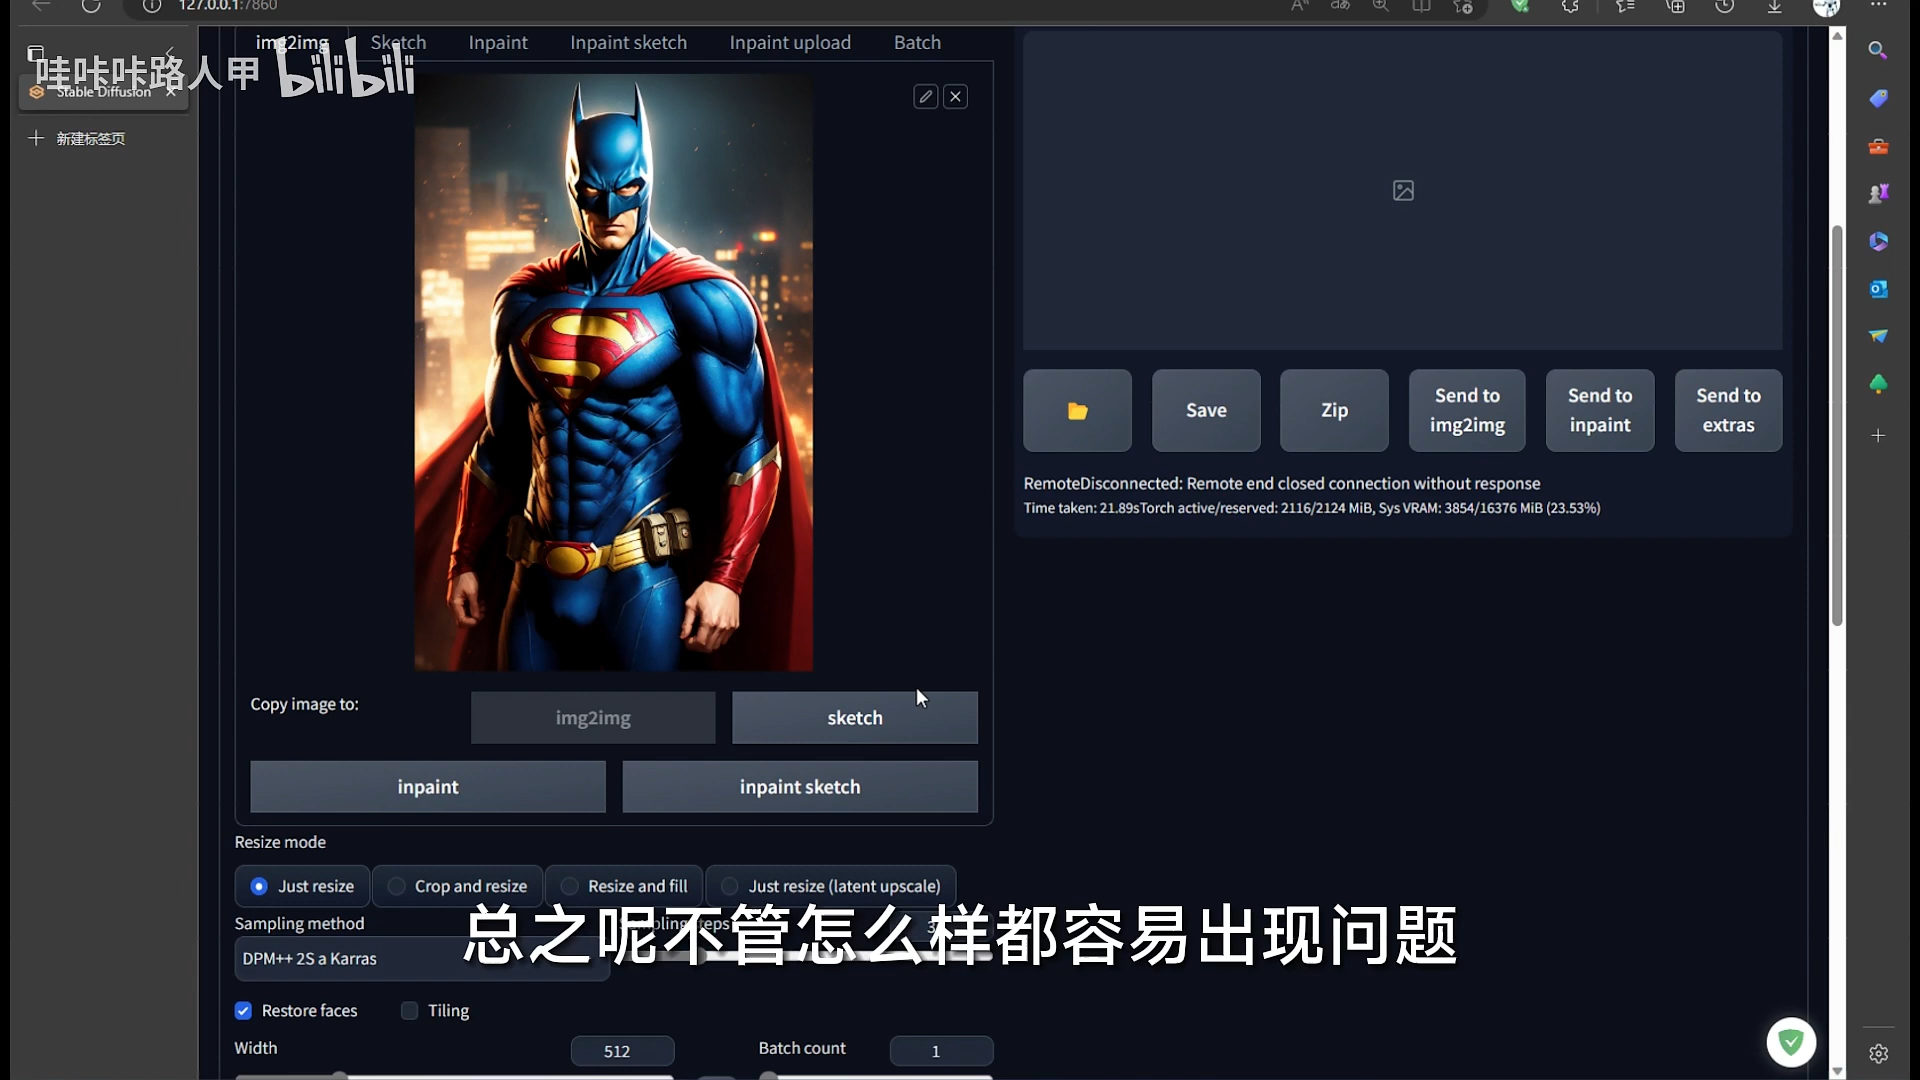 127.0.0.1:7860
img2img Sketch Inpaint Inpaint sketch Inpaint upload Batch
哇咔咔路人甲 bilibili
Stable Diffusion
新建标签页
Save
Zip
Send to img2img
Send to inpaint
Send to extras
RemoteDisconnected: Remote end closed connection without response
Time taken: 21.89sTorch active/reserved: 2116/2124 MiB, Sys VRAM: 3854/16376 MiB (23.53%)
Copy image to:
img2img
sketch
inpaint
inpaint sketch
Resize mode
Just resize
Crop and resize
Resize and fill
Just resize (latent upscale)
Sampling method
Sampling steps
DPM++ 2S a Karras
总之呢不管怎么样都容易出现问题
Restore faces
Tiling
Width
512
Batch count
1